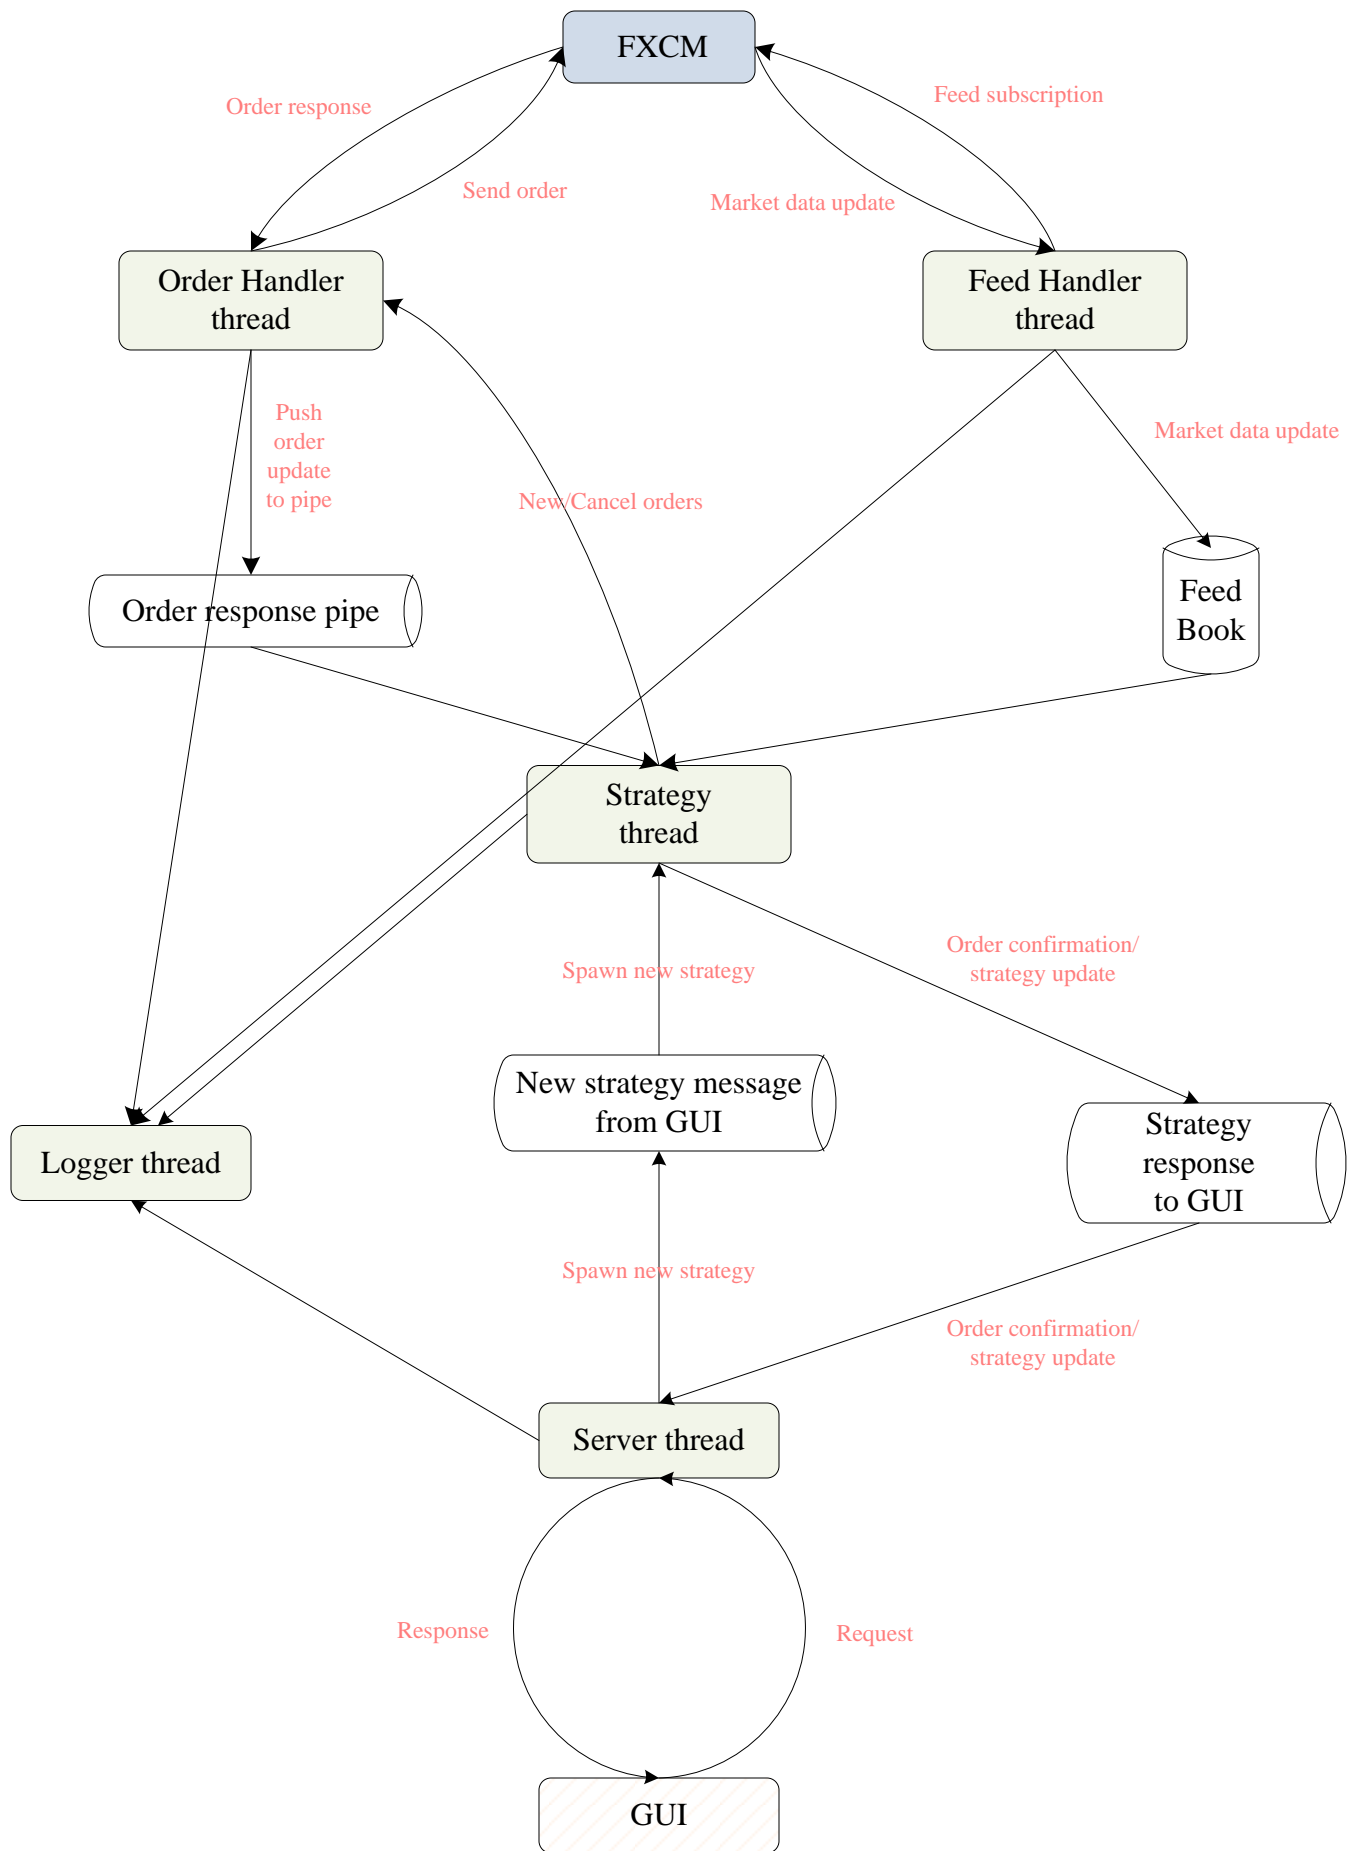 FXCM
Feed subscription
Order response
Send order
Market data update
Order Handler
thread
Feed Handler
thread
Push
order
update
to pipe
Market data update
New/Cancel orders
Order response pipe
Feed
Book
Strategy
thread
Order confirmation/
strategy update
Spawn new strategy
New strategy message
from GUI
Strategy
response
to GUI
Logger thread
Spawn new strategy
Order confirmation/
strategy update
Server thread
Response
Request
GUI